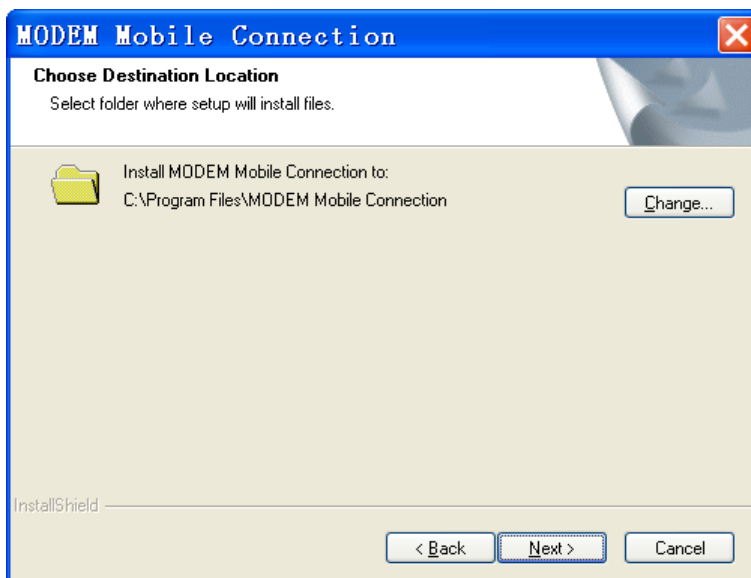 MODEM Mobile Connection
Choose Destination Location
Select folder where setup will install files.
Install MODEM Mobile Connection to:
C:\Program Files\MODEM Mobile Connection
Change...
InstallShield
< Back
Next >
Cancel